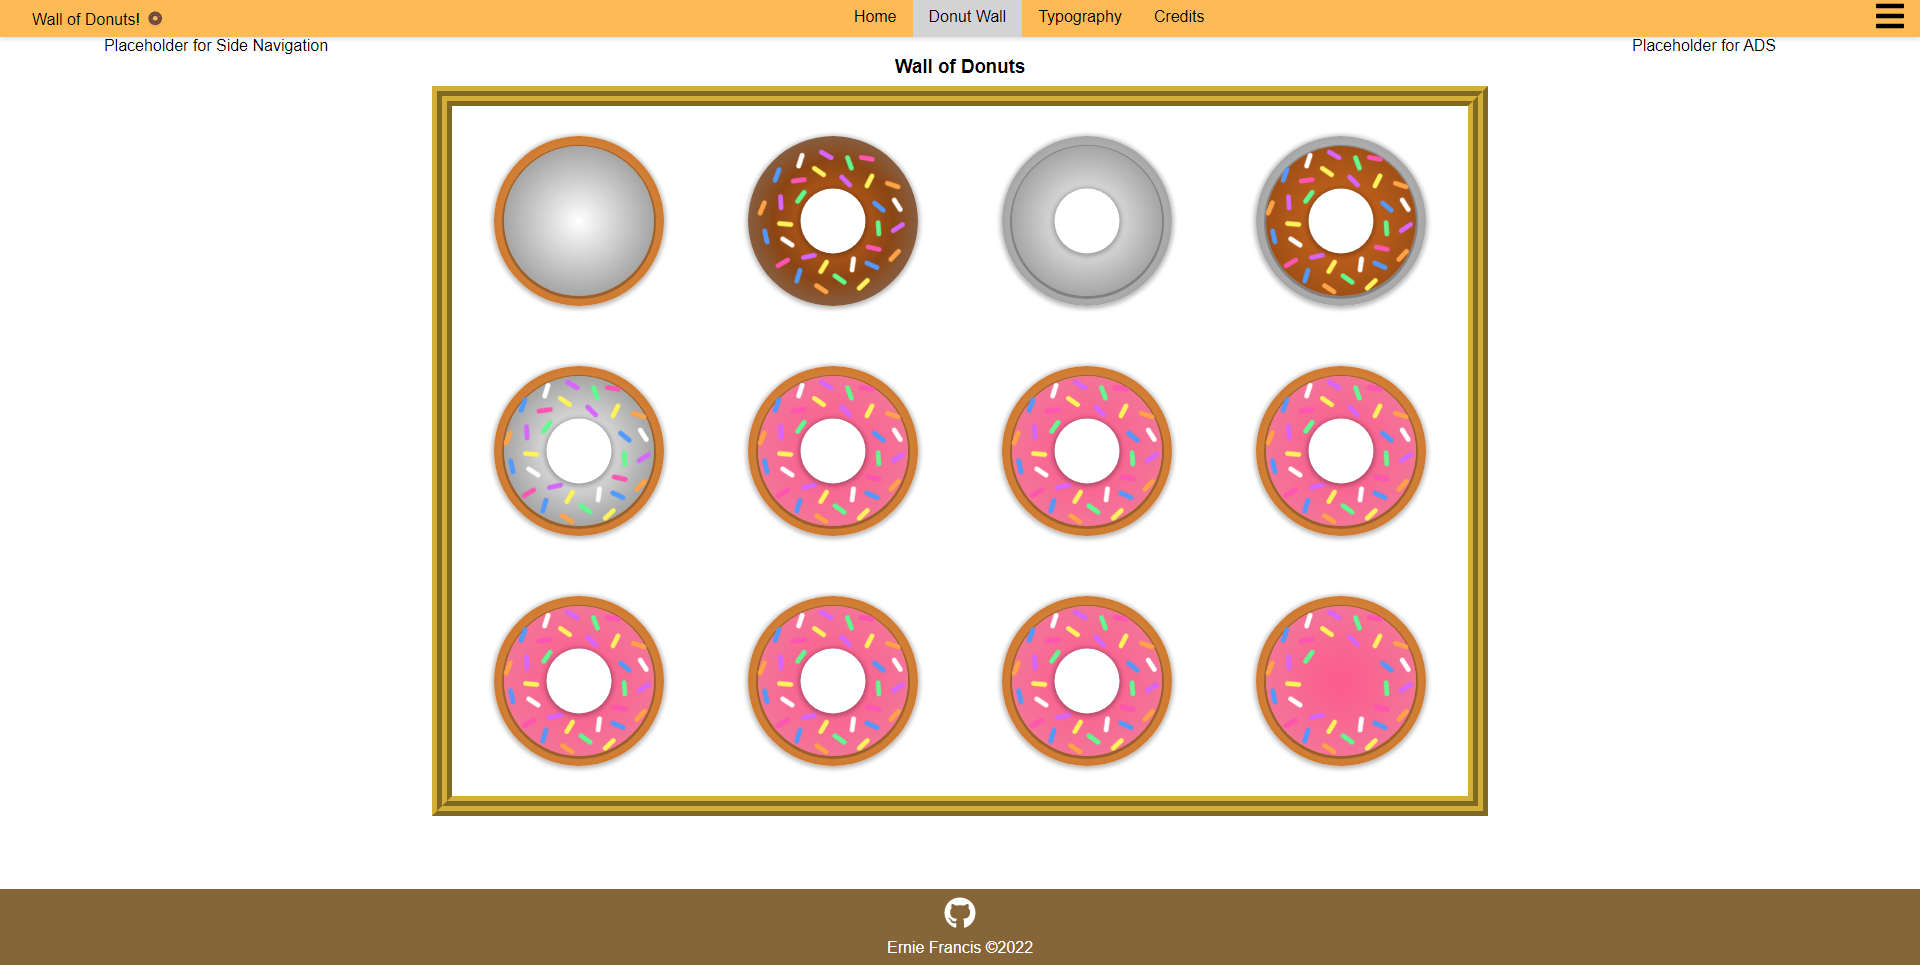 Wall of Donuts!
Home
Donut Wall
Typography
Credits
Placeholder for Side Navigation
Placeholder for ADS
Wall of Donuts
Ernie Francis ©2022